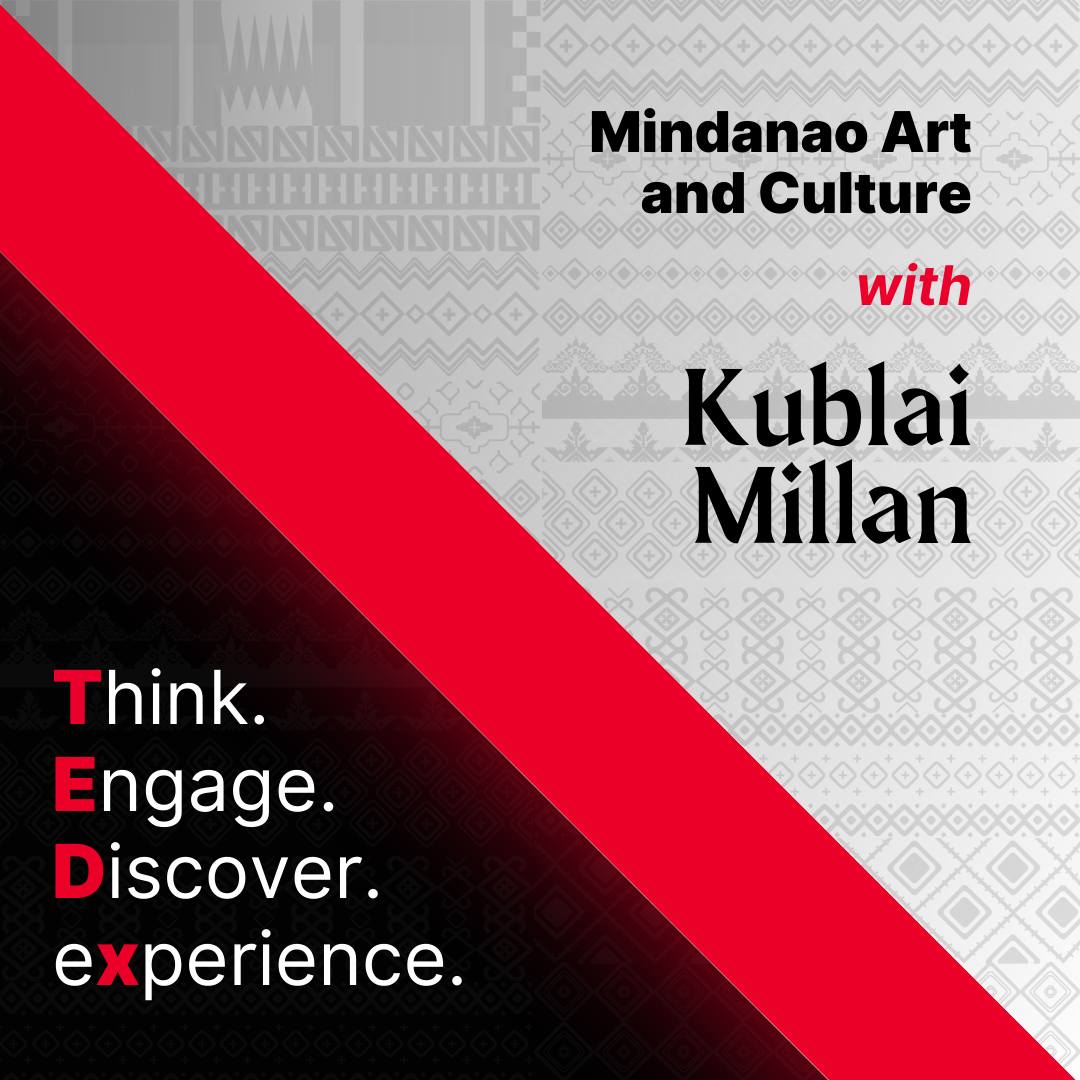 Mindanao Art
and Culture
with
Kublai
Millan
Think.
Engage.
Discover.
experience.